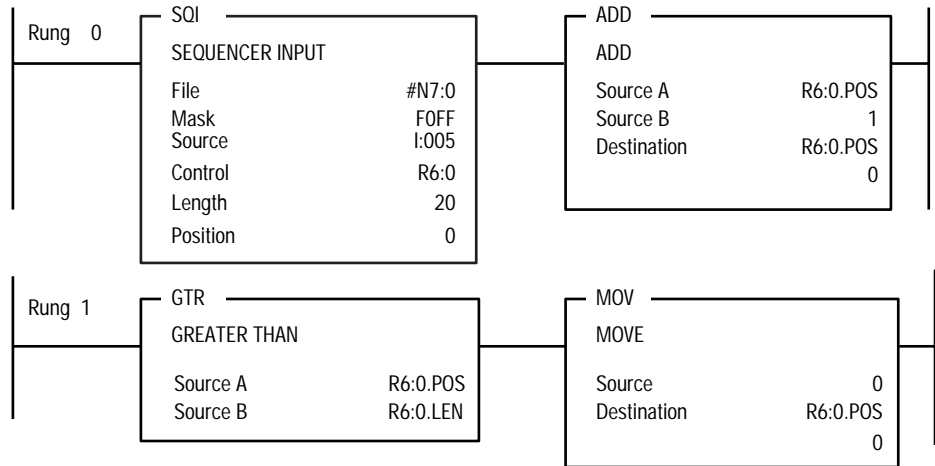 Rung 0
SQI
SEQUENCER INPUT
File #N7:0
Mask F0FF
Source I:005
Control R6:0
Length 20
Position 0
ADD
ADD
Source A R6:0.POS
Source B 1
Destination R6:0.POS
0
Rung 1
GTR
GREATER THAN
Source A R6:0.POS
Source B R6:0.LEN
MOV
MOVE
Source 0
Destination R6:0.POS
0